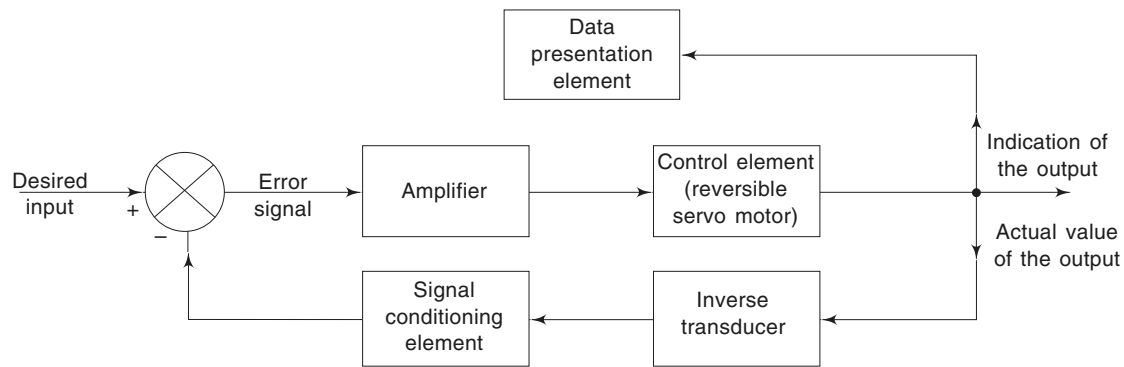 Data
presentation
element
Indication of
the output
Desired
input
+
–
Error
signal
Amplifier
Control element
(reversible
servo motor)
Actual value
of the output
Signal
conditioning
element
Inverse
transducer